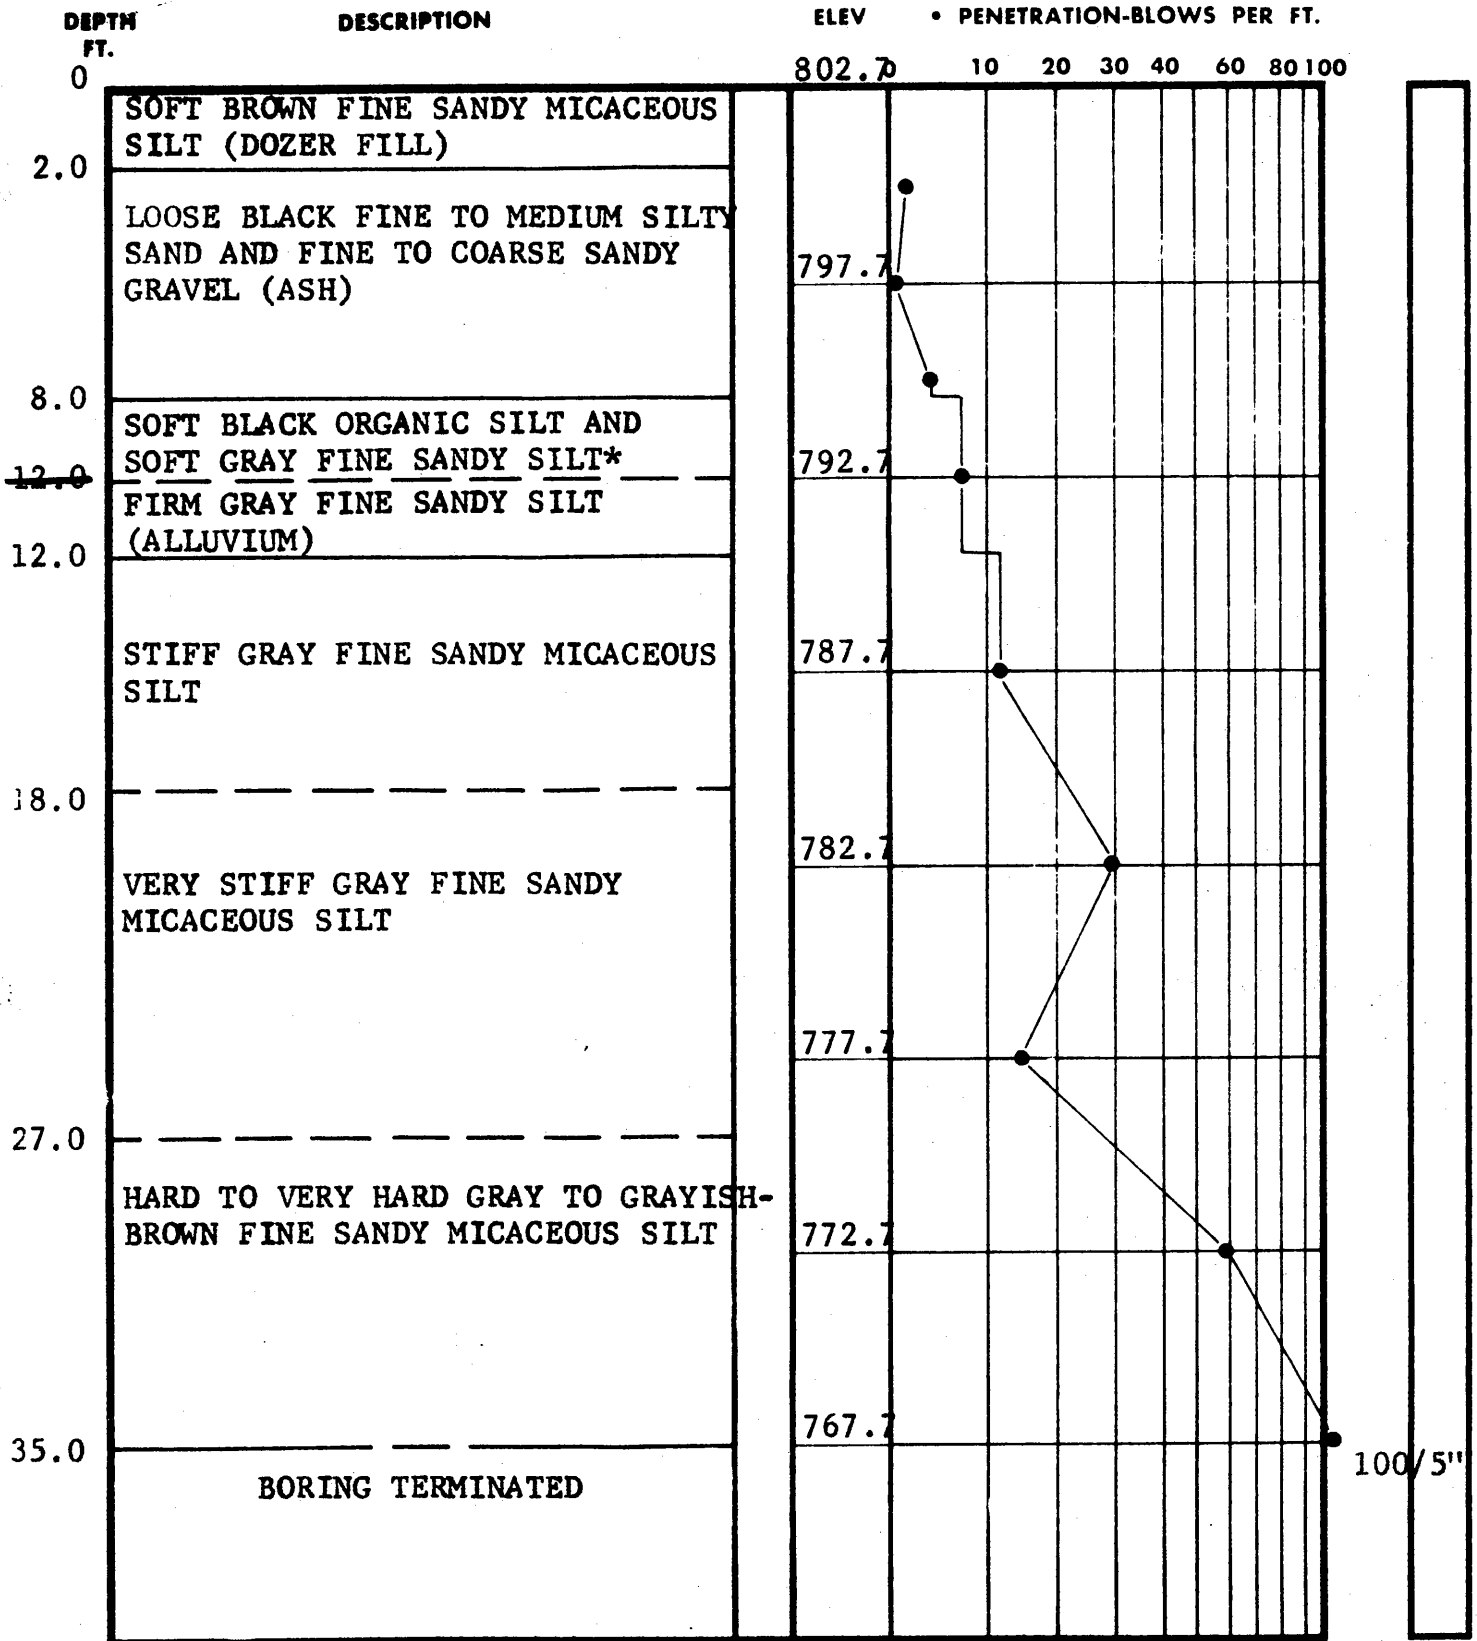 DEPTH FT.
DESCRIPTION
ELEV
• PENETRATION-BLOWS PER FT.
0
802.7
0 10 20 30 40 60 80 100
SOFT BROWN FINE SANDY MICACEOUS
SILT (DOZER FILL)
2.0
LOOSE BLACK FINE TO MEDIUM SILTY
SAND AND FINE TO COARSE SANDY
GRAVEL (ASH)
797.7
8.0
SOFT BLACK ORGANIC SILT AND
SOFT GRAY FINE SANDY SILT*
792.7
12.0
FIRM GRAY FINE SANDY SILT
(ALLUVIUM)
12.0
STIFF GRAY FINE SANDY MICACEOUS
SILT
787.7
18.0
782.7
VERY STIFF GRAY FINE SANDY
MICACEOUS SILT
777.7
27.0
HARD TO VERY HARD GRAY TO GRAYISH-
BROWN FINE SANDY MICACEOUS SILT
772.7
767.7
35.0
100/5"
BORING TERMINATED